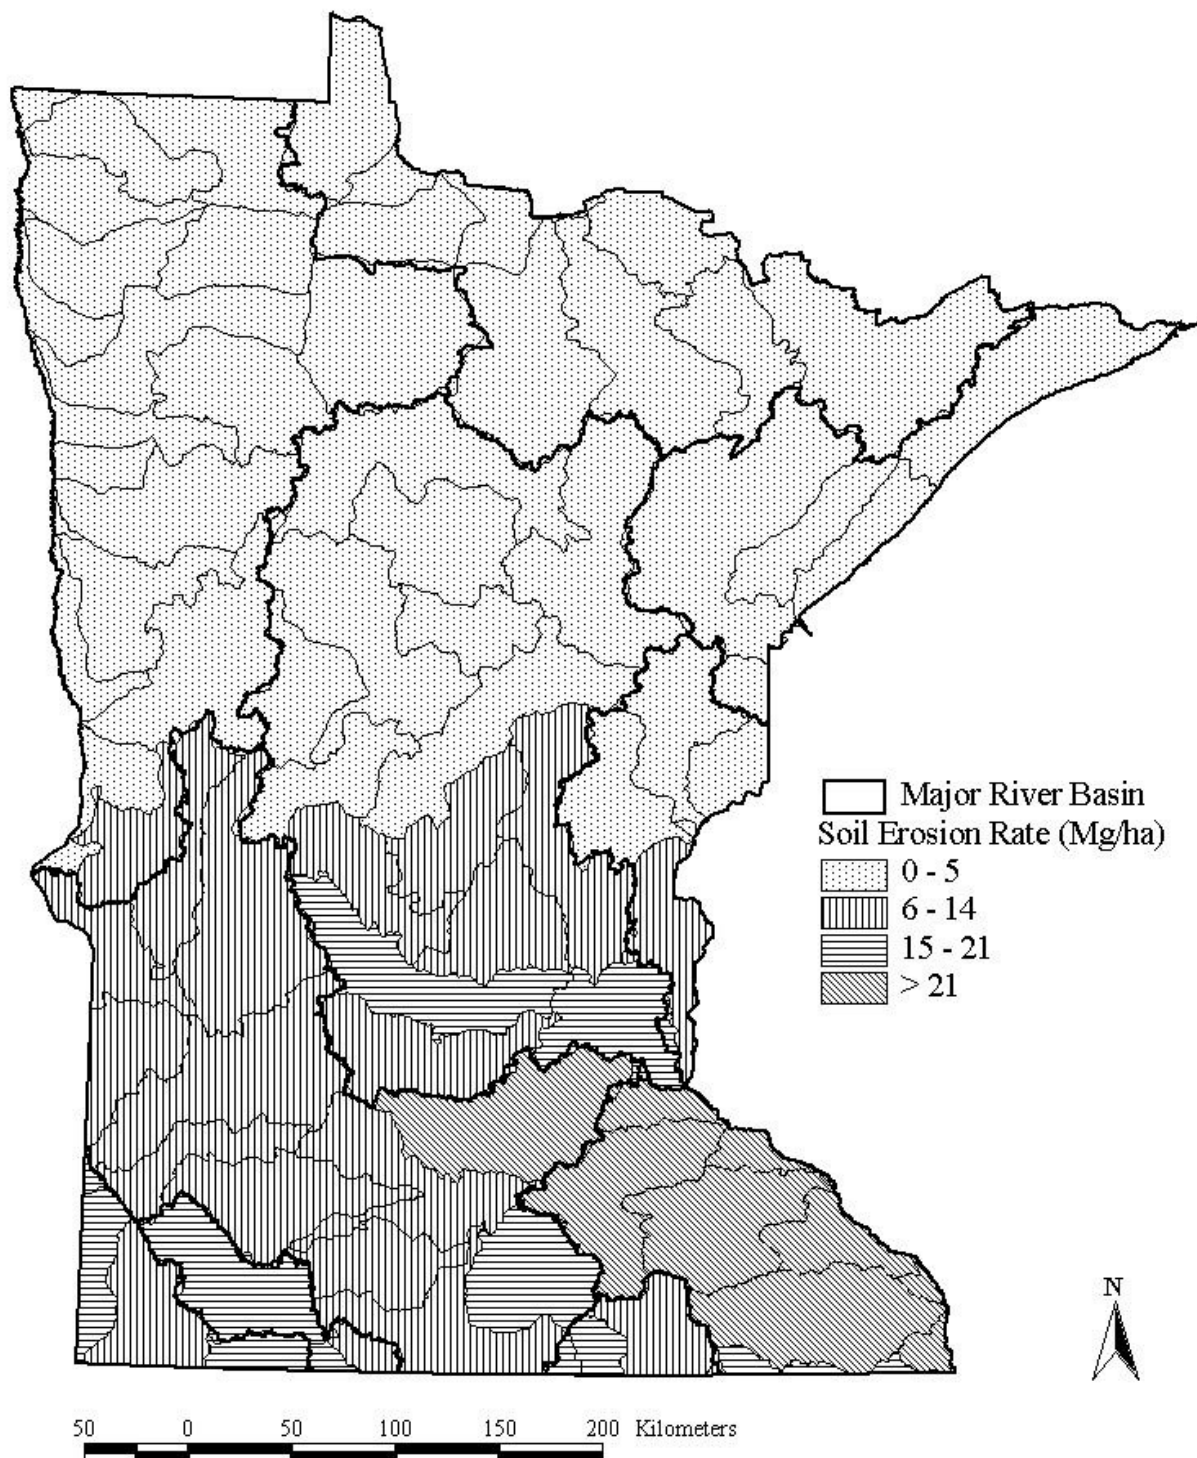 Major River Basin
Soil Erosion Rate (Mg/ha)
0 - 5
6 - 14
15 - 21
> 21
N
50 0 50 100 150 200 Kilometers